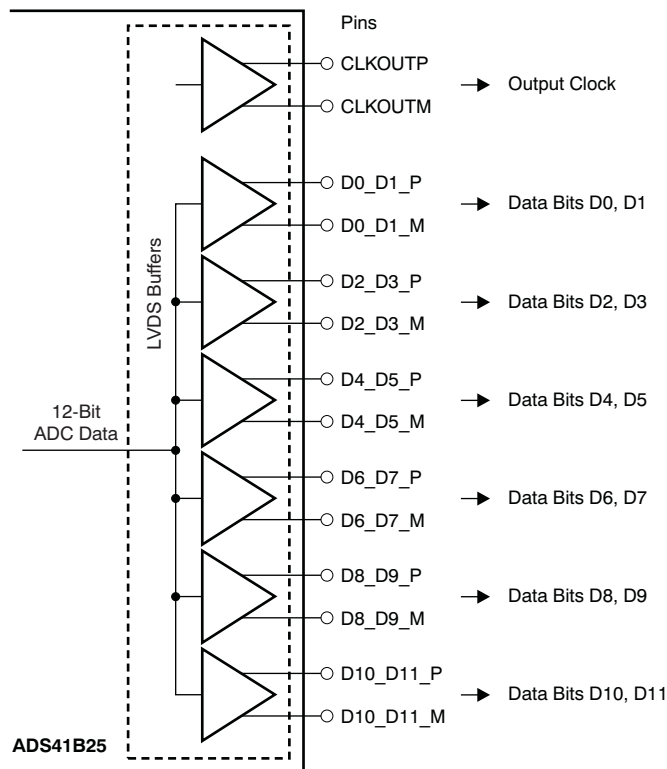 Pins
CLKOUTP
CLKOUTM
Output Clock
D0_D1_P
D0_D1_M
Data Bits D0, D1
LVDS Buffers
D2_D3_P
D2_D3_M
Data Bits D2, D3
D4_D5_P
D4_D5_M
Data Bits D4, D5
12-Bit
ADC Data
D6_D7_P
D6_D7_M
Data Bits D6, D7
D8_D9_P
D8_D9_M
Data Bits D8, D9
D10_D11_P
D10_D11_M
Data Bits D10, D11
ADS41B25